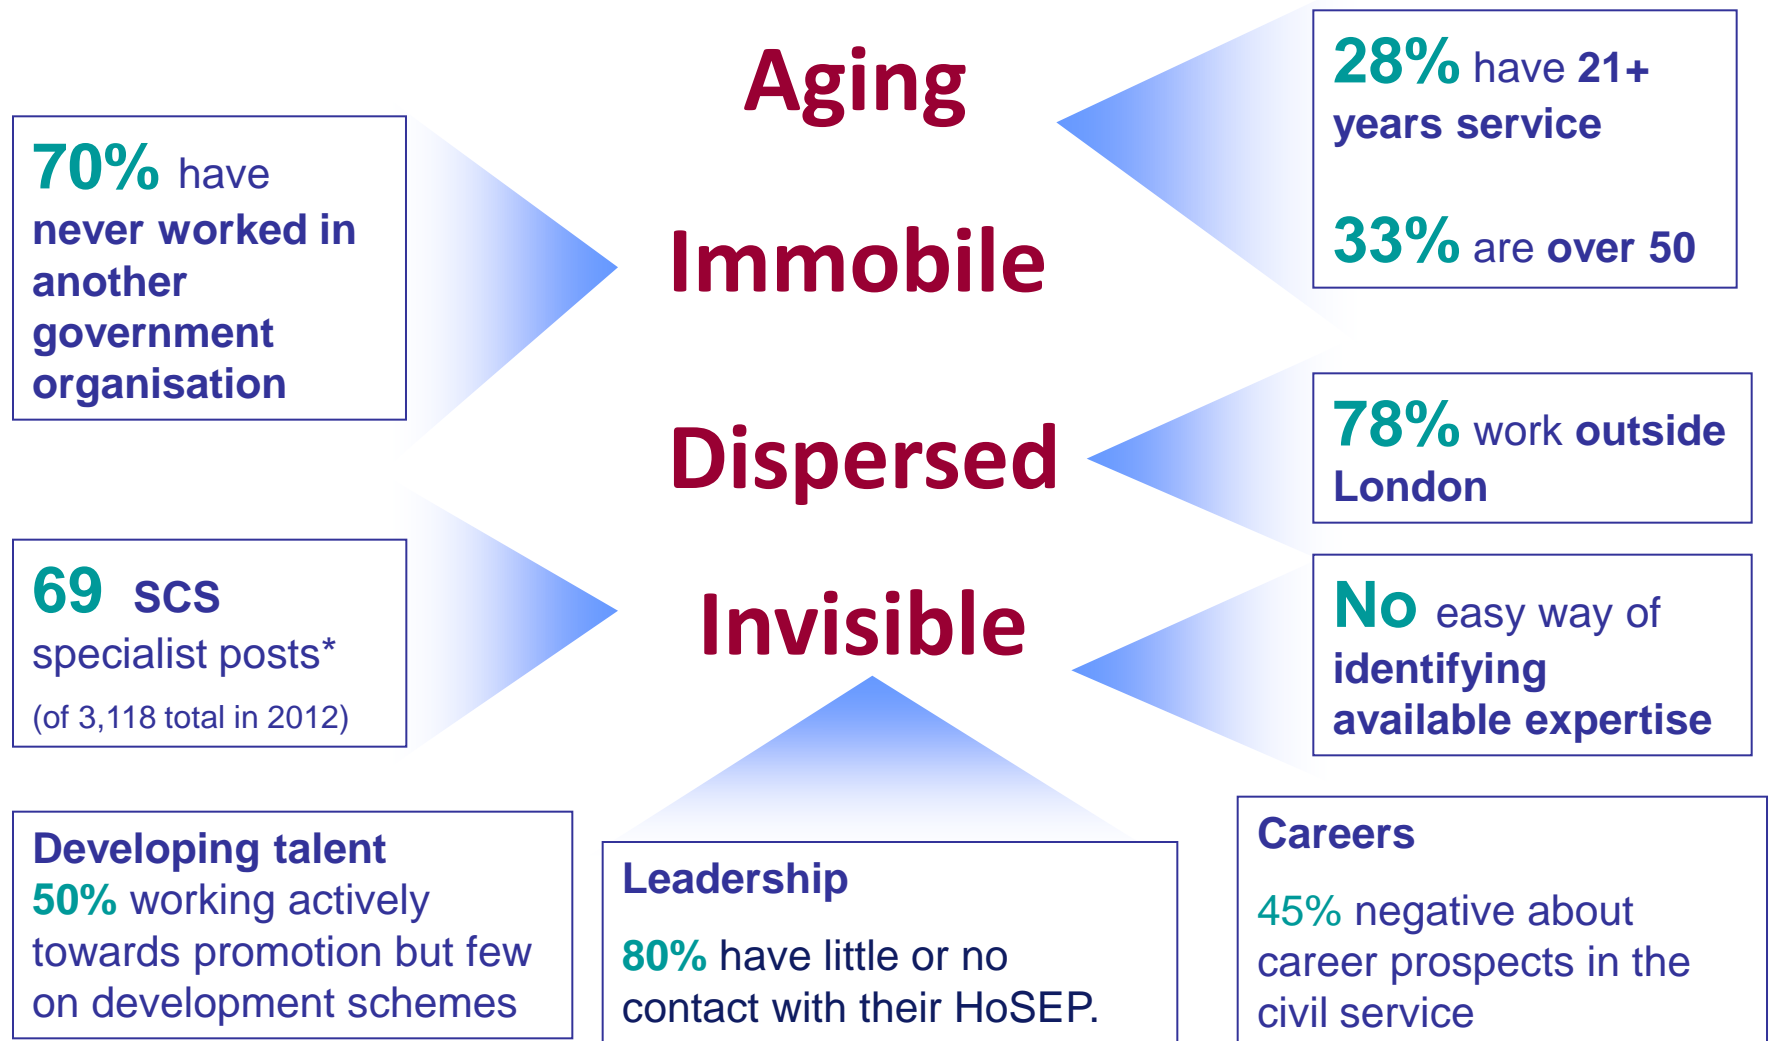 Aging
Immobile
Dispersed
Invisible
70% have
never worked in
another
government
organisation
28% have 21+
years service
33% are over 50
78% work outside
London
69 SCS
specialist posts*
(of 3,118 total in 2012)
No easy way of
identifying
available expertise
Developing talent
50% working actively
towards promotion but few
on development schemes
Leadership
80% have little or no
contact with their HoSEP.
Careers
45% negative about
career prospects in the
civil service